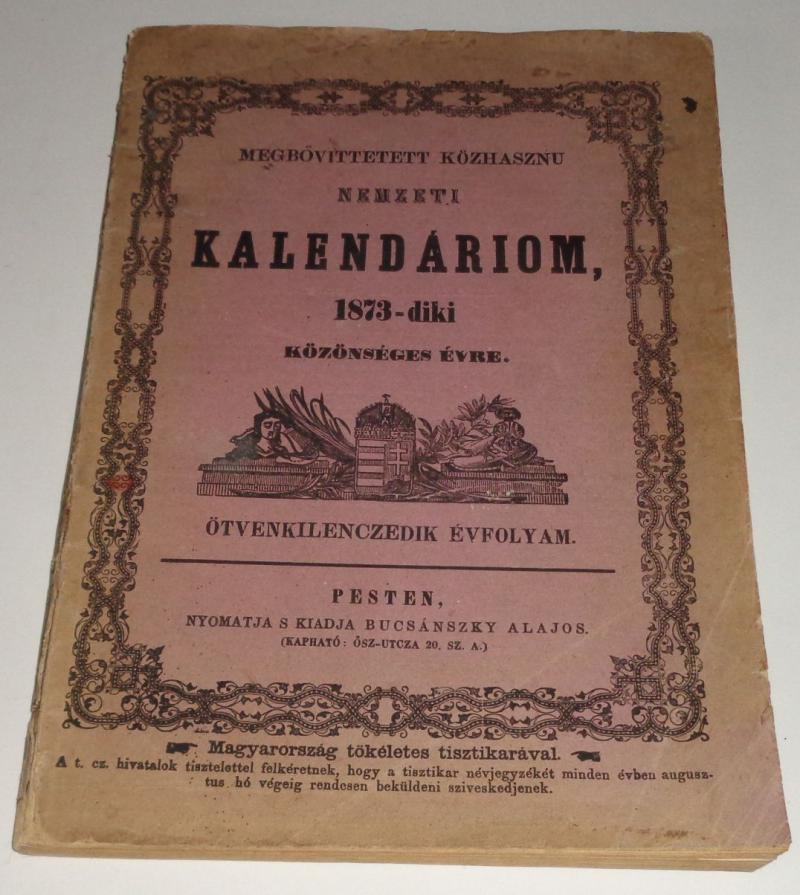 MEGBŐVITTETETT KÖZHASZNU
NEMZETI
KALENDÁRIOM,
1873-diki
KÖZÖNSÉGES ÉVRE.
ÖTVENKILENCZEDIK ÉVFOLYAM.
PESTEN,
NYOMATJA S KIADJA BUCSÁNSZKY ALAJOS.
(KAPHATÓ: ŐSZ-UTCZA 20. SZ. A.)
Magyarország tökéletes tisztikarával.
A t. cz. hivatalok tisztelettel felkéretnek, hogy a tisztikar névjegyzékét minden évben augusz-
tus hó végeig rendesen beküldeni sziveskedjenek.